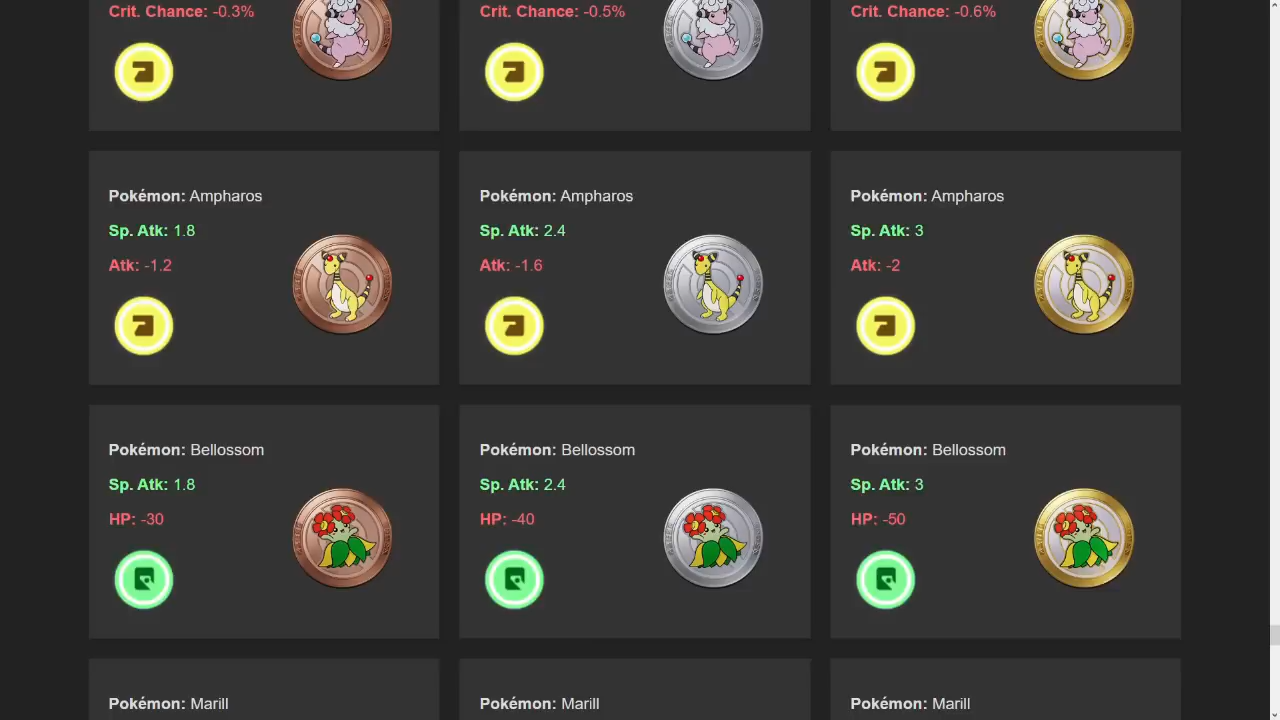 Crit. Chance: -0.3%
Crit. Chance: -0.5%
Crit. Chance: -0.6%
Pokémon: Ampharos
Sp. Atk: 1.8
Atk: -1.2
Pokémon: Ampharos
Sp. Atk: 2.4
Atk: -1.6
Pokémon: Ampharos
Sp. Atk: 3
Atk: -2
Pokémon: Bellossom
Sp. Atk: 1.8
HP: -30
Pokémon: Bellossom
Sp. Atk: 2.4
HP: -40
Pokémon: Bellossom
Sp. Atk: 3
HP: -50
Pokémon: Marill
Pokémon: Marill
Pokémon: Marill